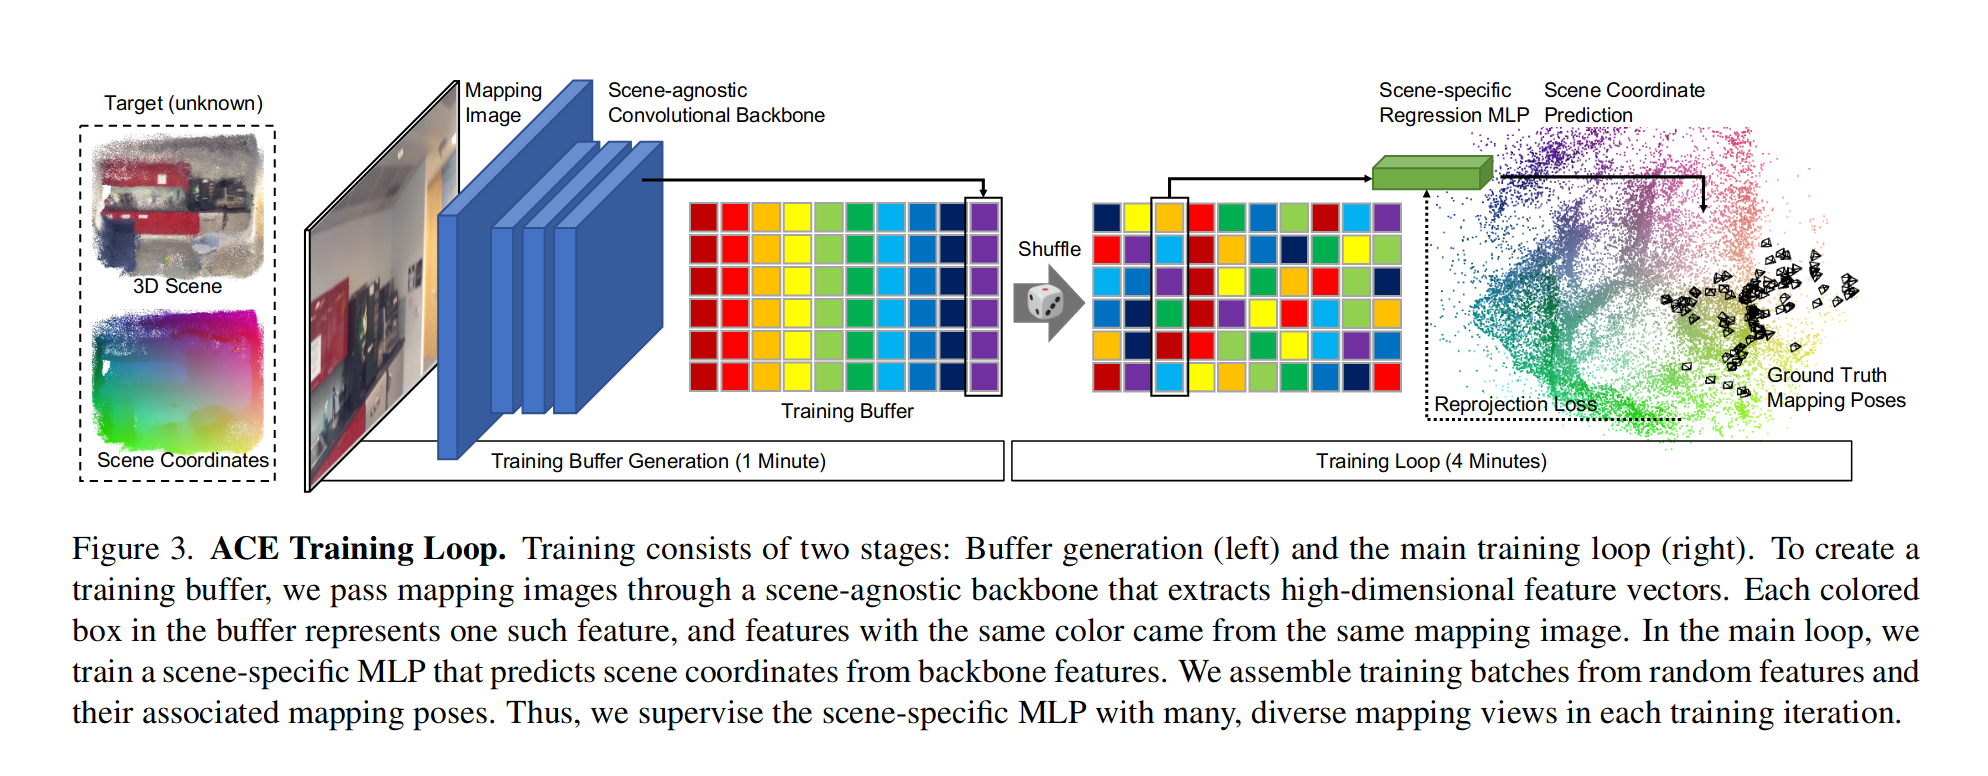 Target (unknown)
3D Scene
Scene Coordinates
Mapping
Image
Scene-agnostic
Convolutional Backbone
Training Buffer
Training Buffer Generation (1 Minute)
Shuffle
Scene-specific
Regression MLP
Scene Coordinate
Prediction
Reprojection Loss
Ground Truth
Mapping Poses
Training Loop (4 Minutes)
Figure 3. ACE Training Loop. Training consists of two stages: Buffer generation (left) and the main training loop (right). To create a
training buffer, we pass mapping images through a scene-agnostic backbone that extracts high-dimensional feature vectors. Each colored
box in the buffer represents one such feature, and features with the same color came from the same mapping image. In the main loop, we
train a scene-specific MLP that predicts scene coordinates from backbone features. We assemble training batches from random features and
their associated mapping poses. Thus, we supervise the scene-specific MLP with many, diverse mapping views in each training iteration.